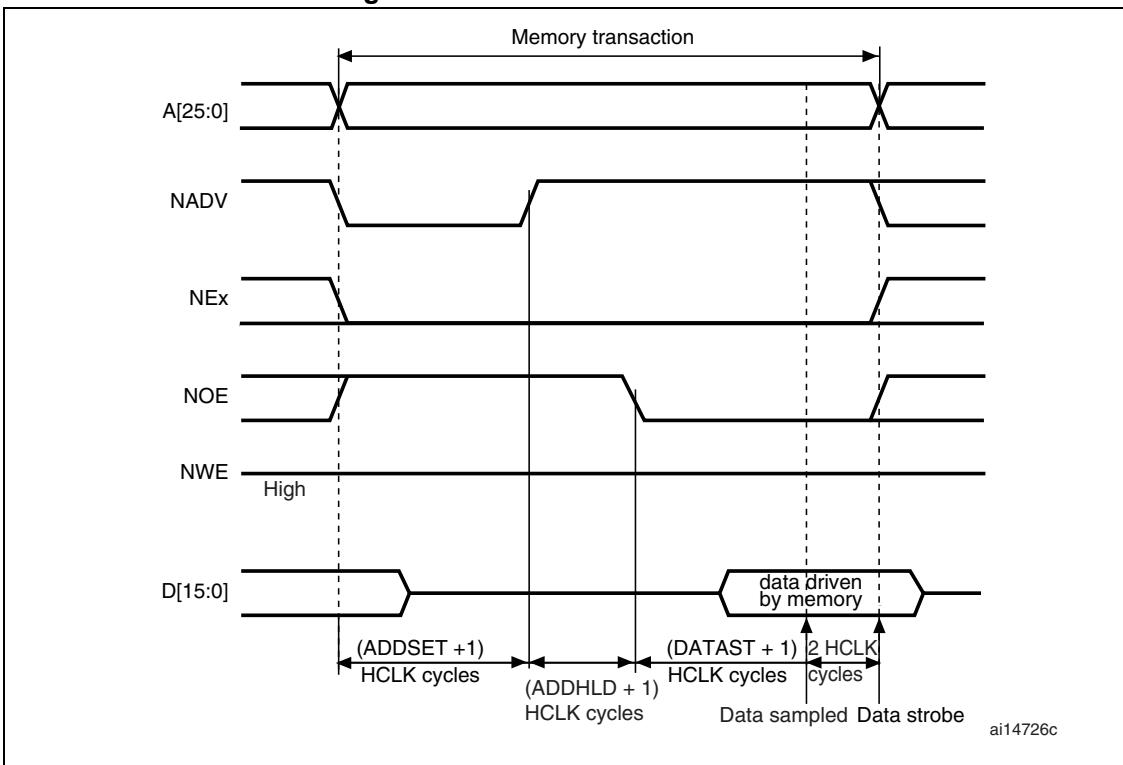 Memory transaction
A[25:0]
NADV
NEx
NOE
NWE
High
D[15:0]
data driven
by memory
(ADDSET +1)
HCLK cycles
(ADDHLD + 1)
HCLK cycles
(DATAST + 1)
HCLK cycles
2 HCLK
cycles
Data sampled
Data strobe
ai14726c